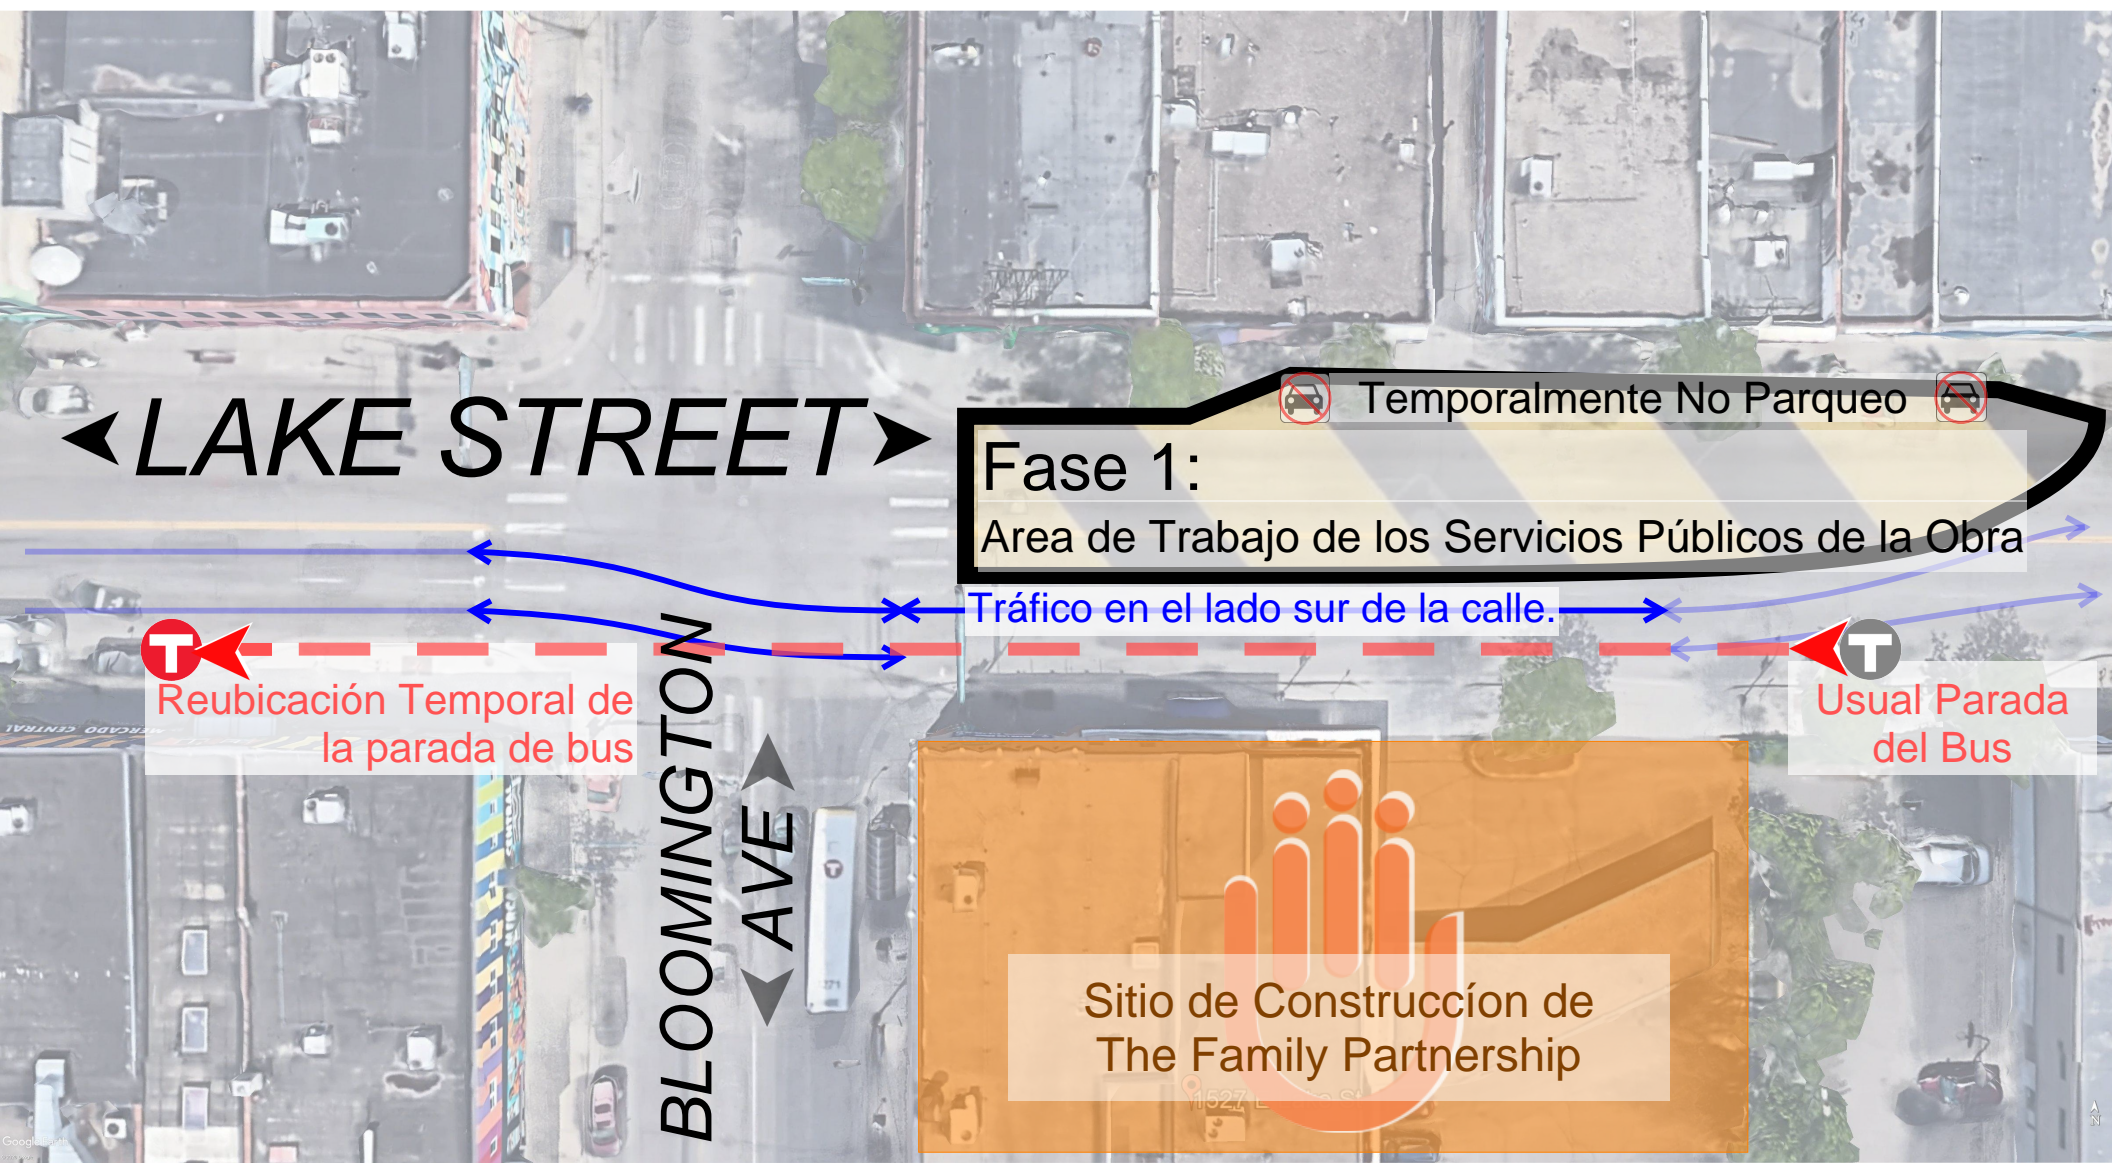 Temporalmente No Parqueo
LAKE STREET
Fase 1:
Area de Trabajo de los Servicios Públicos de la Obra
Tráfico en el lado sur de la calle.
T
T
Reubicación Temporal de
la parada de bus
Usual Parada
del Bus
MERCADO CENTRAL
BLOOMINGTON
AVE
Sitio de Construccíon de
The Family Partnership
N